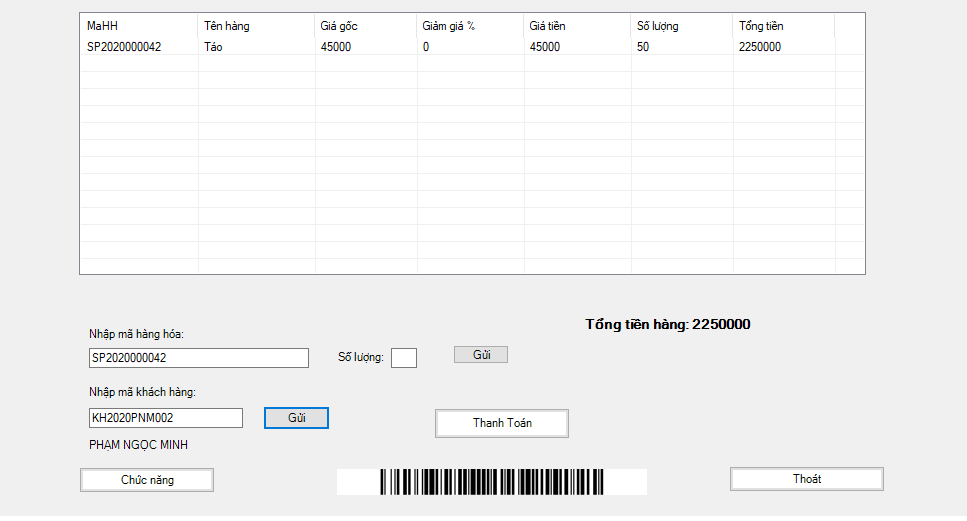 MaHH Tên hàng Giá gốc Giảm giá % Giá tiền Số lượng Tổng tiền
SP2020000042 Táo 45000 0 45000 50 2250000
Tổng tiền hàng: 2250000
Nhập mã hàng hóa:
SP2020000042 Số lượng: Gửi
Nhập mã khách hàng:
KH2020PNM002 Gửi Thanh Toán
PHẠM NGỌC MINH
Chức năng Thoát